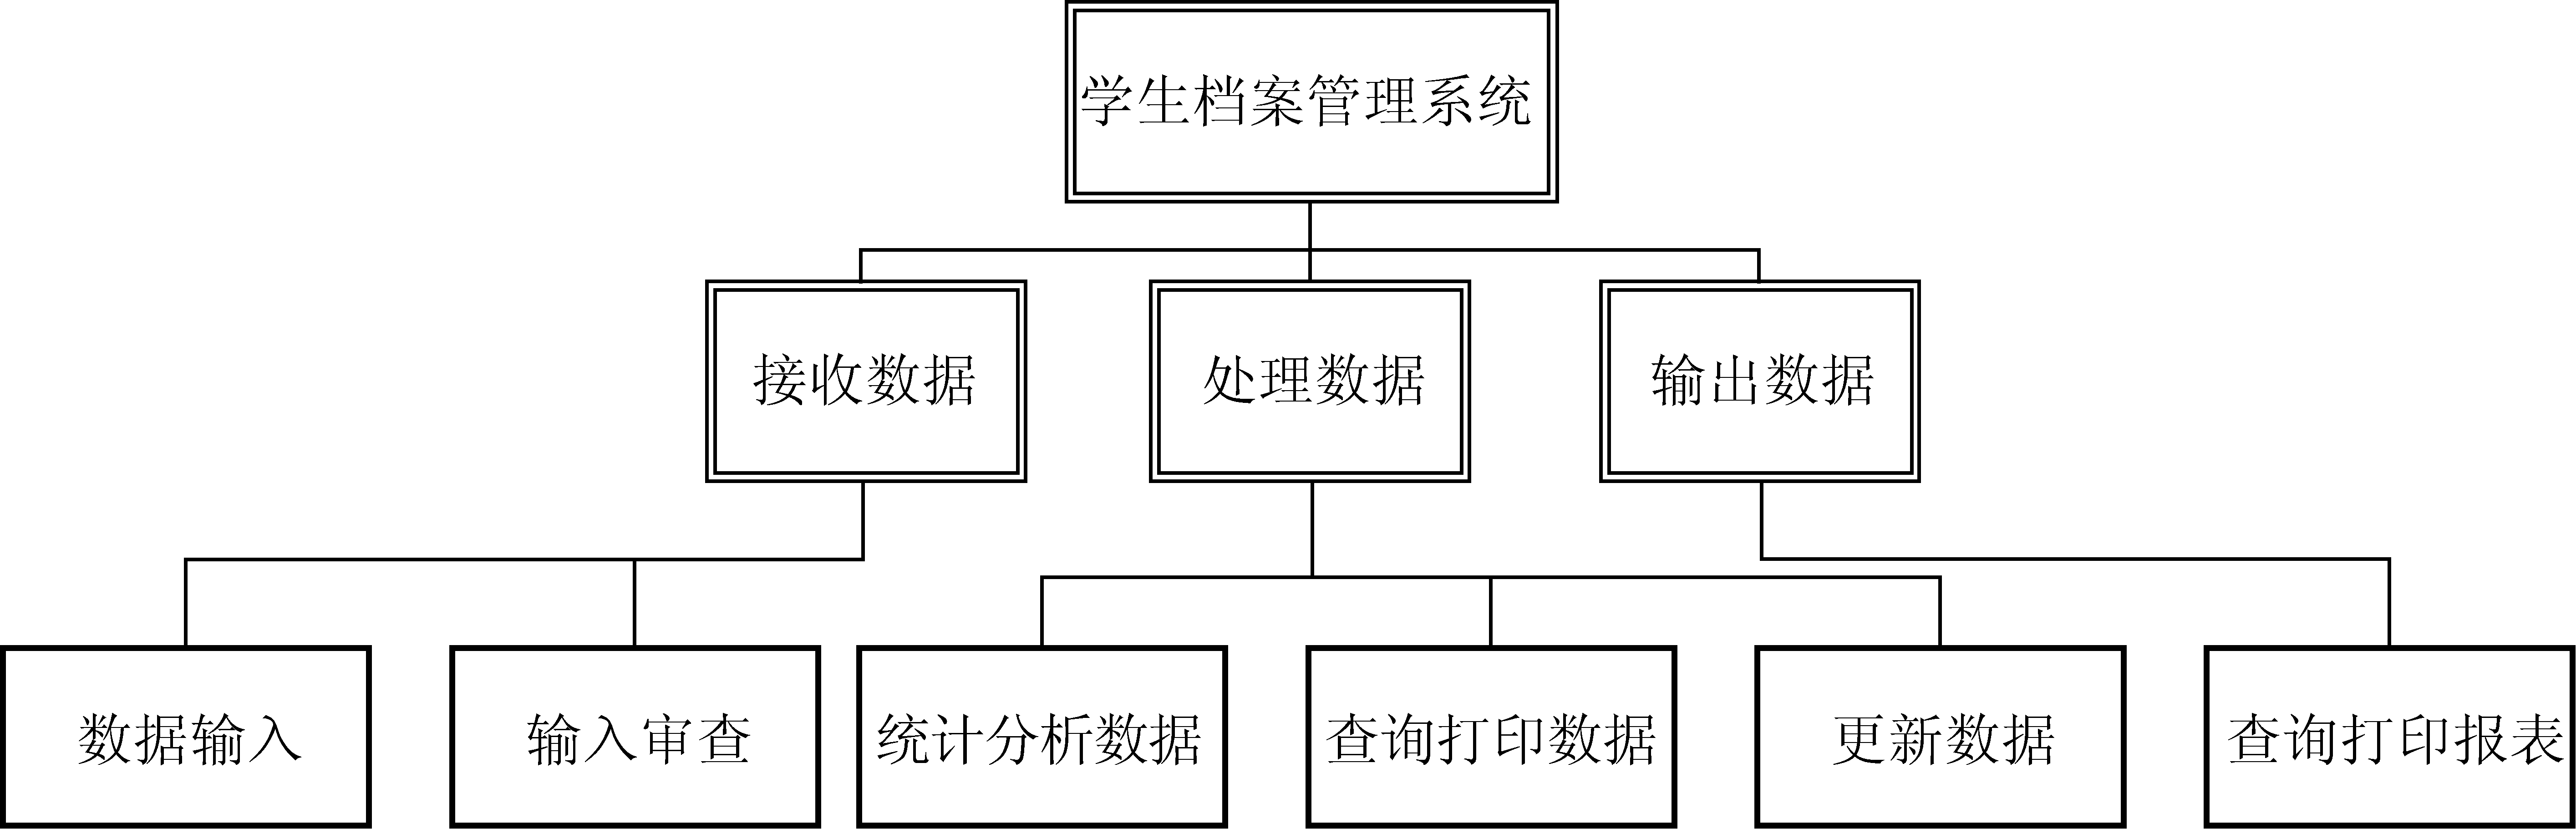 学生档案管理系统
接收数据
处理数据
输出数据
数据输入
输入审查
统计分析数据
查询打印数据
更新数据
查询打印报表